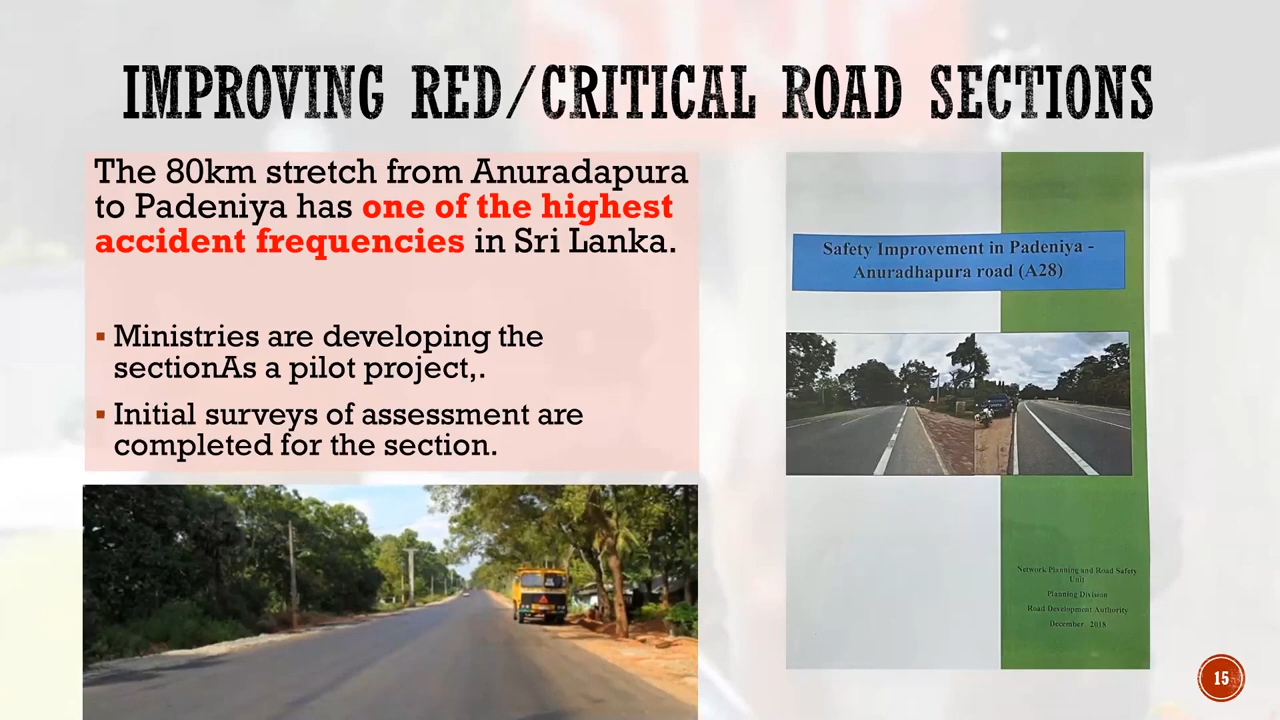 IMPROVING RED/CRITICAL ROAD SECTIONS
The 80km stretch from Anuradapura
to Padeniya has one of the highest
accident frequencies in Sri Lanka.
▪ Ministries are developing the
sectionAs a pilot project,.
▪ Initial surveys of assessment are
completed for the section.
Safety Improvement in Padeniya -
Anuradhapura road (A28)
Network Planning and Road Safety
Unit
Planning Division
Road Development Authority
December 2018
15